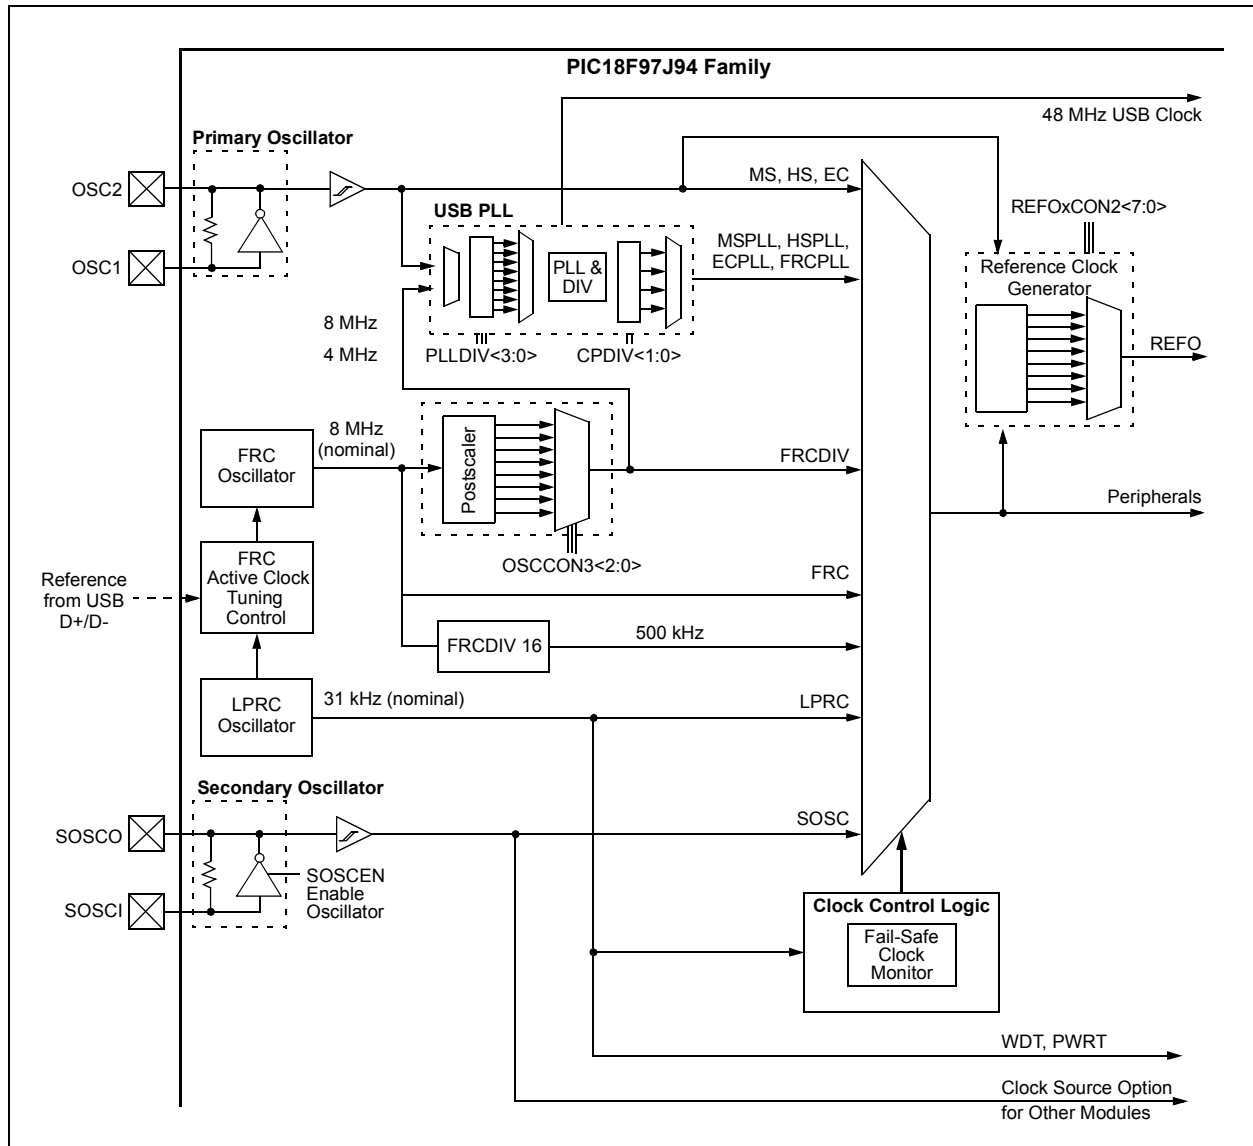 PIC18F97J94 Family
48 MHz USB Clock
Primary Oscillator
OSC2
MS, HS, EC
OSC1
USB PLL
MSPLL, HSPLL,
ECPLL, FRCPLL
PLL &
DIV
REFOxCON2<7:0>
Reference Clock
Generator
REFO
8 MHz
4 MHz
PLLDIV<3:0>
CPDIV<1:0>
8 MHz
(nominal)
FRC
Oscillator
Postscaler
FRCDIV
Peripherals
OSCCON3<2:0>
FRC
Active Clock
Tuning
Control
Reference
from USB
D+/D-
FRC
FRCDIV 16
500 kHz
LPRC
Oscillator
31 kHz (nominal)
LPRC
Secondary Oscillator
SOSCO
SOSC
SOSCI
SOSCEN
Enable
Oscillator
Clock Control Logic
Fail-Safe
Clock
Monitor
WDT, PWRT
Clock Source Option
for Other Modules